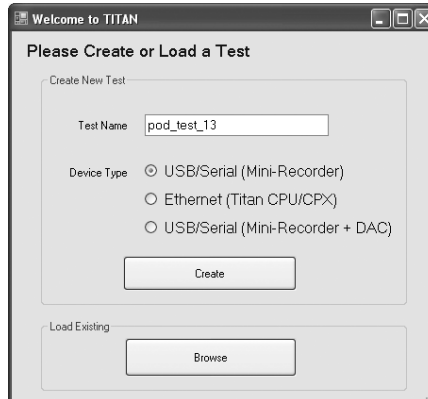 Welcome to TITAN
Please Create or Load a Test
Create New Test
Test Name pod_test_13
Device Type USB/Serial (Mini-Recorder)
Ethernet (Titan CPU/CPX)
USB/Serial (Mini-Recorder + DAC)
Create
Load Existing
Browse